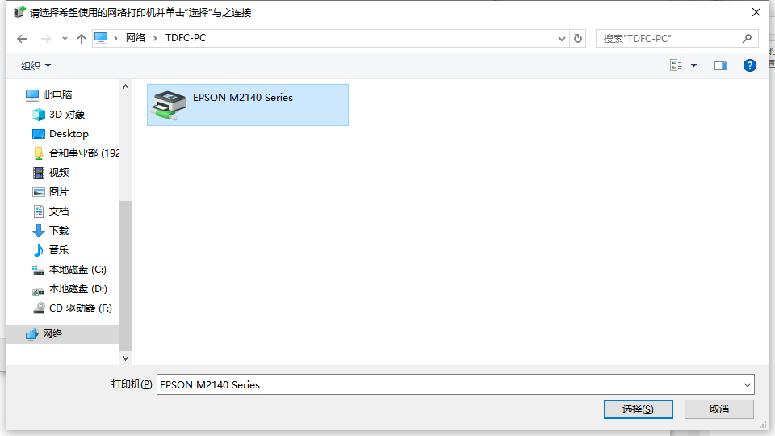 请选择希望使用的网络打印机并单击“选择”与之连接
网络 > TDFC-PC
搜索"TDFC-PC"
组织
此电脑
3D 对象
Desktop
合和事业部 (192
视频
图片
文档
下载
音乐
本地磁盘 (C:)
本地磁盘 (D:)
CD 驱动器 (F:)
网络
EPSON M2140 Series
打印机(P)
EPSON M2140 Series
选择(S)
取消